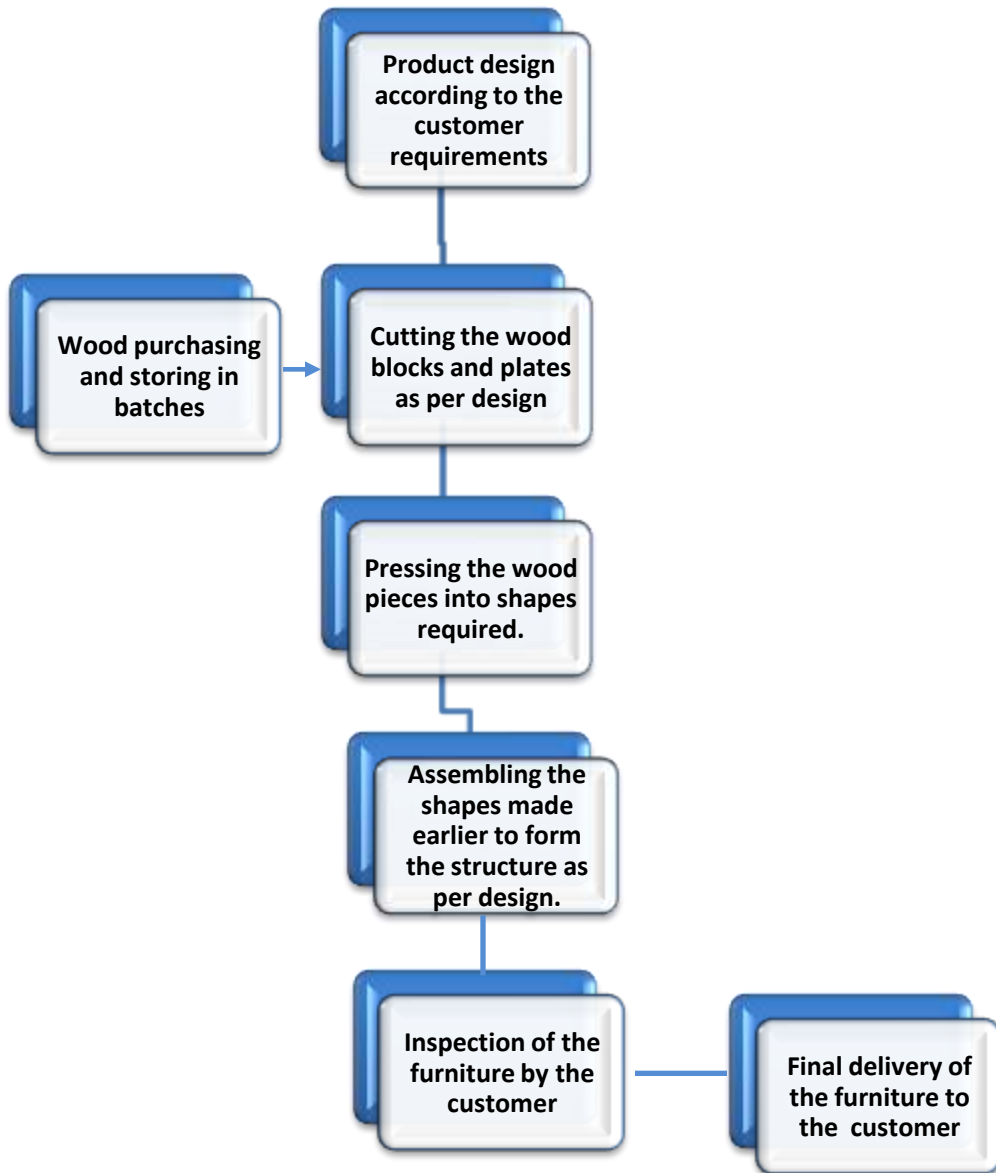 Product design
according to the
customer
requirements
Wood purchasing
and storing in
batches
Cutting the wood
blocks and plates
as per design
Pressing the wood
pieces into shapes
required.
Assembling the
shapes made
earlier to form
the structure as
per design.
Inspection of the
furniture by the
customer
Final delivery of
the furniture to
the customer